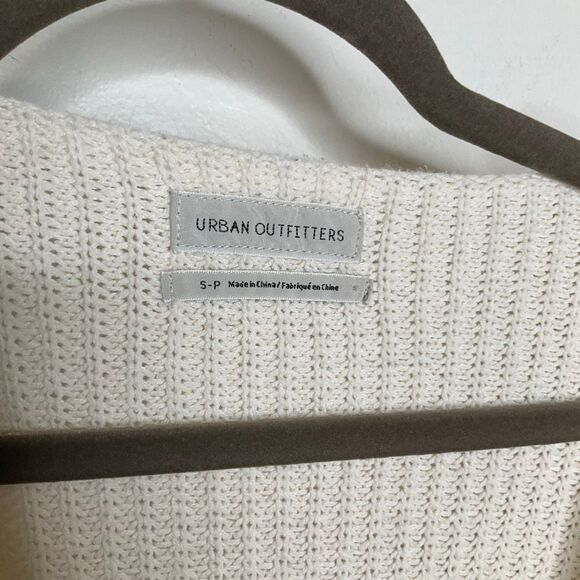 URBAN OUTFITTERS
S-P Made in China / Fabriqué en Chine